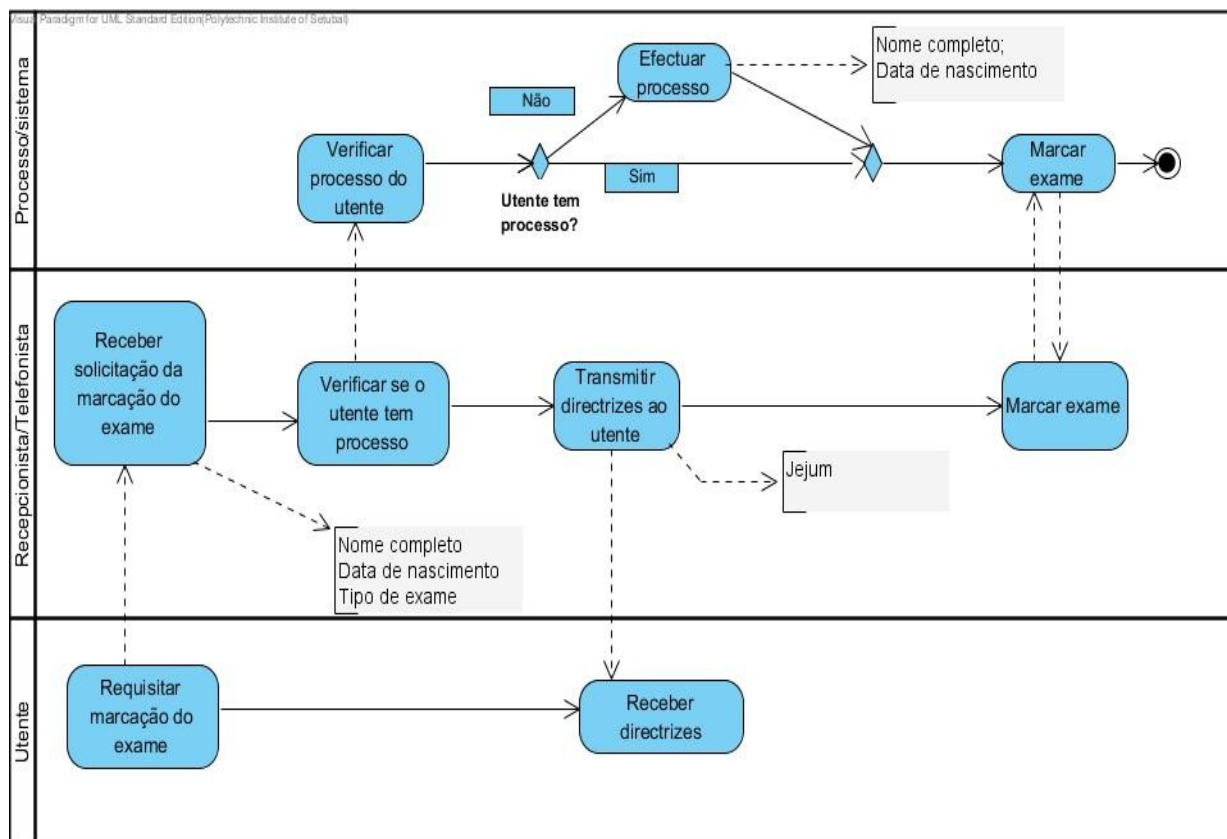 Visual Paradigm for UML Standard Edition(Polytechnic Institute of Setubal)
Processo/sistema
Verificar
processo do
utente
Não
Efectuar
processo
Nome completo;
Data de nascimento
Sim
Utente tem
processo?
Marcar
exame
Recepcionista/Telefonista
Receber
solicitação da
marcação do
exame
Verificar se o
utente tem
processo
Transmitir
directrizes ao
utente
Marcar exame
Jejum
Nome completo
Data de nascimento
Tipo de exame
Utente
Requisitar
marcação do
exame
Receber
directrizes